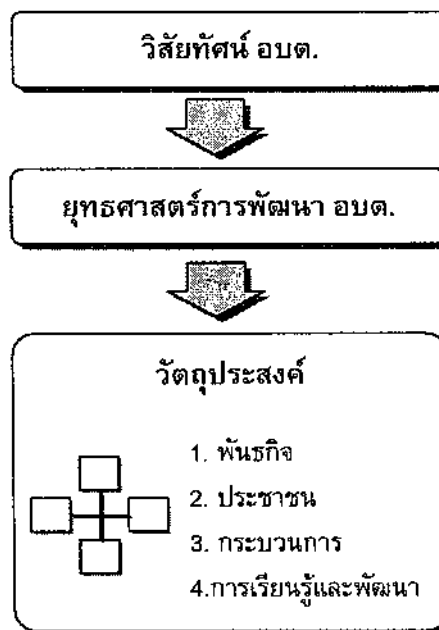 วิสัยทัศน์ อบต.
ยุทธศาสตร์การพัฒนา อบต.
วัตถุประสงค์
1. พันธกิจ
2. ประชาชน
3. กระบวนการ
4.การเรียนรู้และพัฒนา